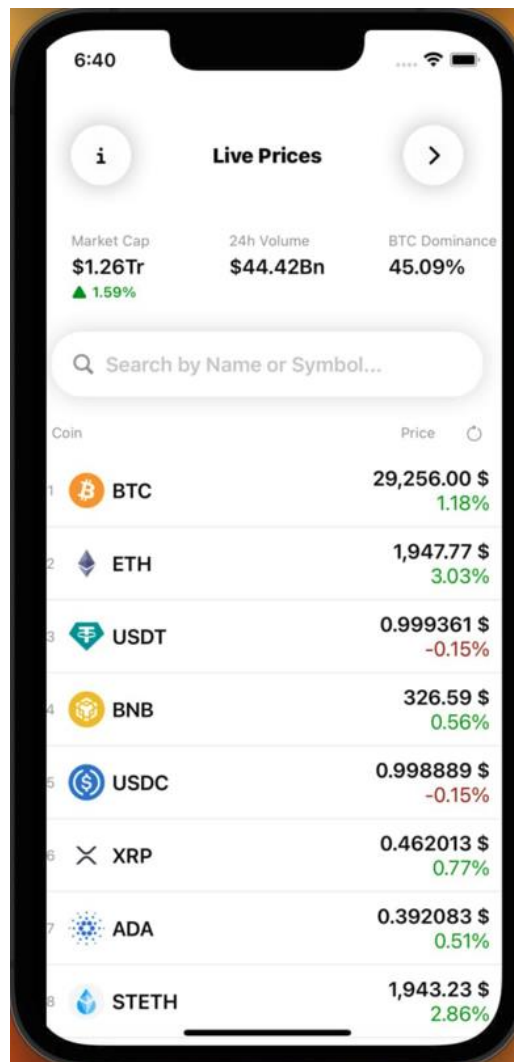 6:40
i
Live Prices
>
Market Cap
24h Volume
BTC Dominance
$1.26Tr
$44.42Bn
45.09%
▲ 1.59%
Search by Name or Symbol...
Coin
Price
1 BTC 29,256.00 $
1.18%
2 ETH 1,947.77 $
3.03%
3 USDT 0.999361 $
-0.15%
4 BNB 326.59 $
0.56%
5 USDC 0.998889 $
-0.15%
6 XRP 0.462013 $
0.77%
7 ADA 0.392083 $
0.51%
8 STETH 1,943.23 $
2.86%